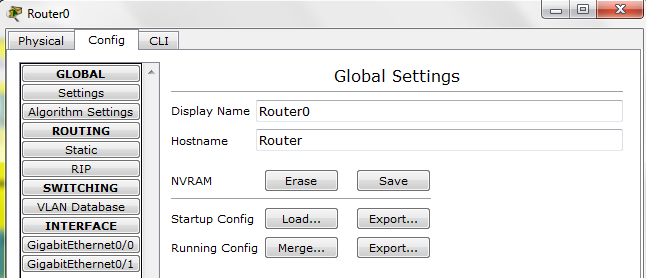 Router0
Physical Config CLI
GLOBAL
Settings
Algorithm Settings
ROUTING
Static
RIP
SWITCHING
VLAN Database
INTERFACE
GigabitEthernet0/0
GigabitEthernet0/1
Global Settings
Display Name Router0
Hostname Router
NVRAM Erase Save
Startup Config Load... Export...
Running Config Merge... Export...